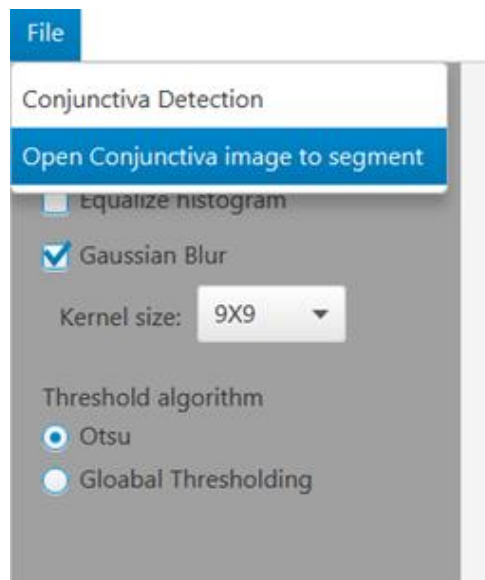 File
Conjunctiva Detection
Open Conjunctiva image to segment
Equalize histogram
Gaussian Blur
Kernel size: 9X9
Threshold algorithm
Otsu
Gloabal Thresholding